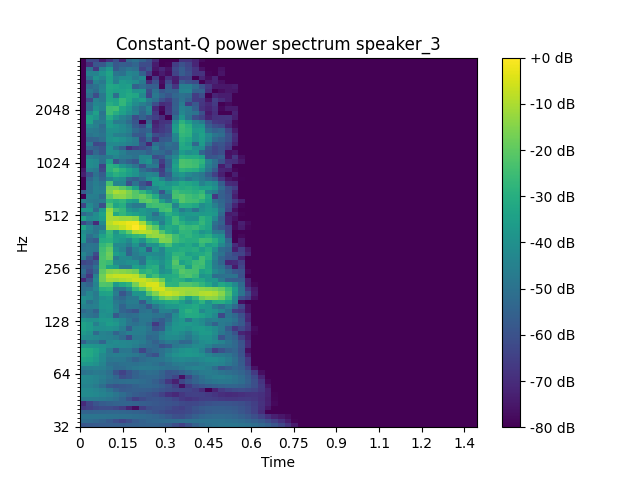 Constant-Q power spectrum speaker_3
Hz
2048
1024
512
256
128
64
32
0 0.15 0.3 0.45 0.6 0.75 0.9 1.1 1.2 1.4
Time
+0 dB
-10 dB
-20 dB
-30 dB
-40 dB
-50 dB
-60 dB
-70 dB
-80 dB